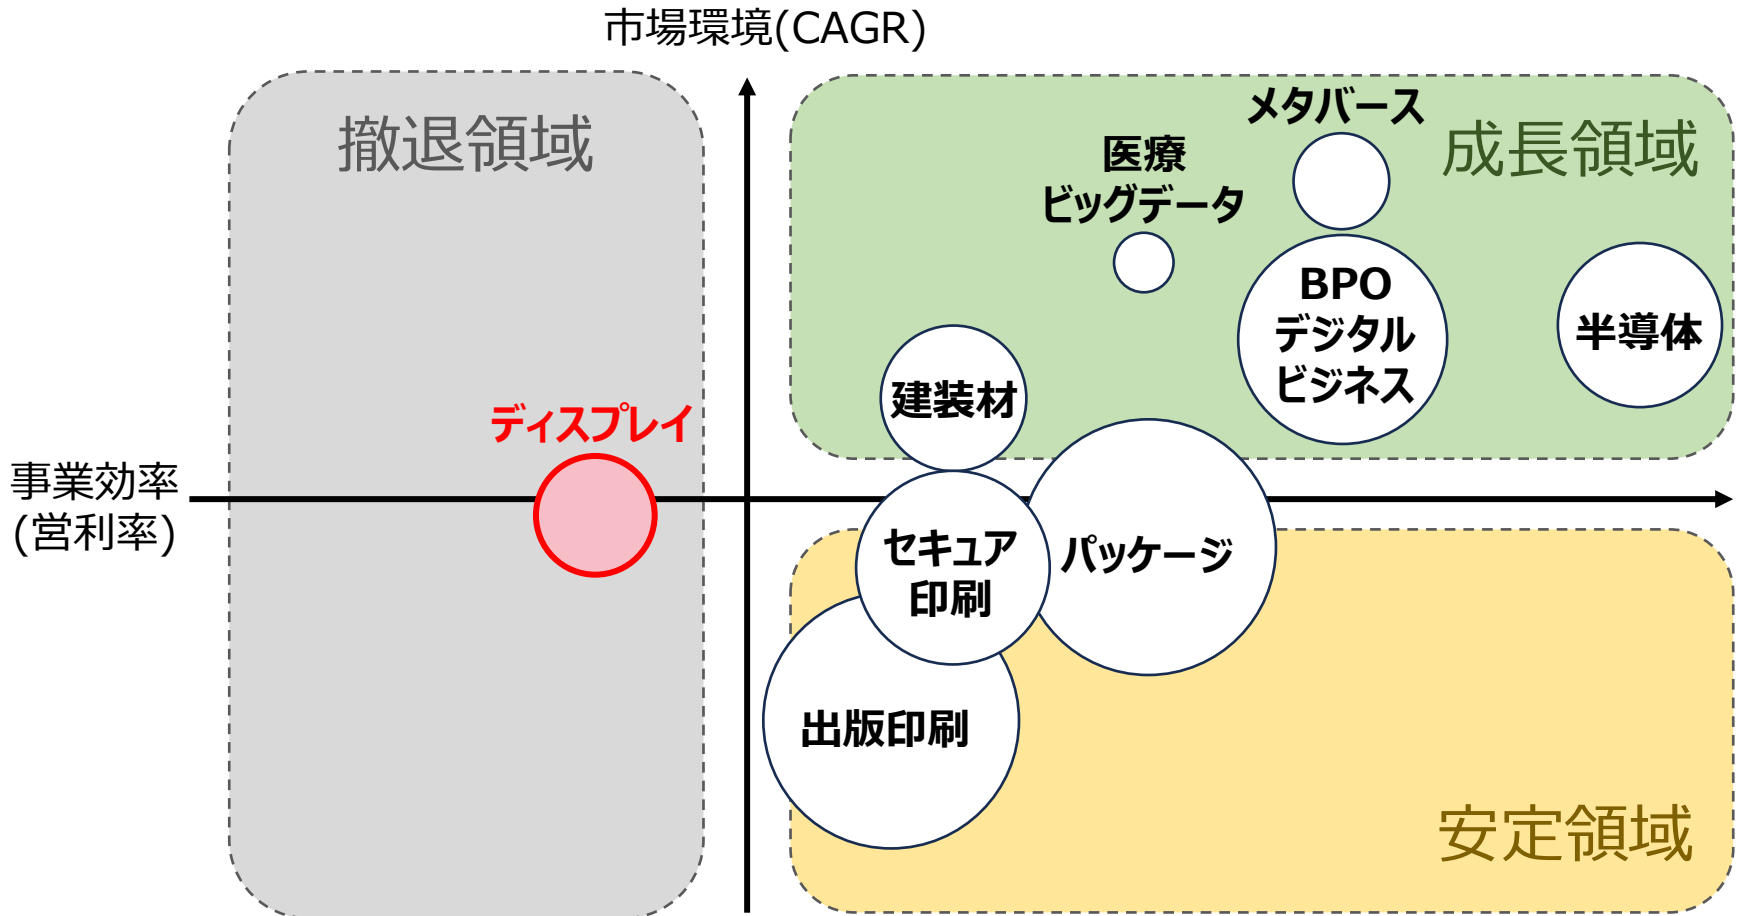 市場環境(CAGR)
撤退領域
成長領域
メタバース
医療
ビッグデータ
BPO
デジタル
ビジネス
半導体
建装材
ディスプレイ
事業効率
(営利率)
セキュア
印刷
パッケージ
出版印刷
安定領域